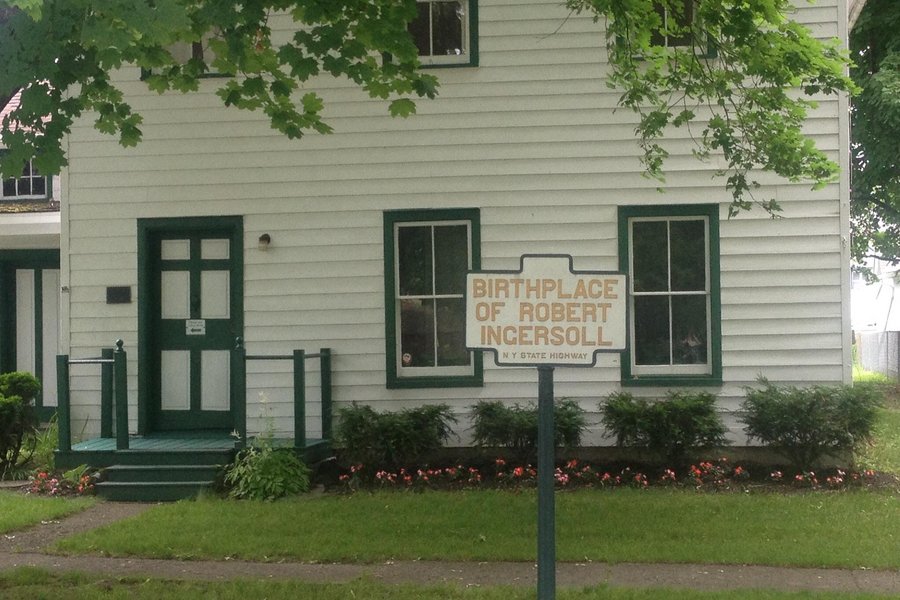 BIRTHPLACE
OF ROBERT
INGERSOLL
N Y STATE HIGHWAY